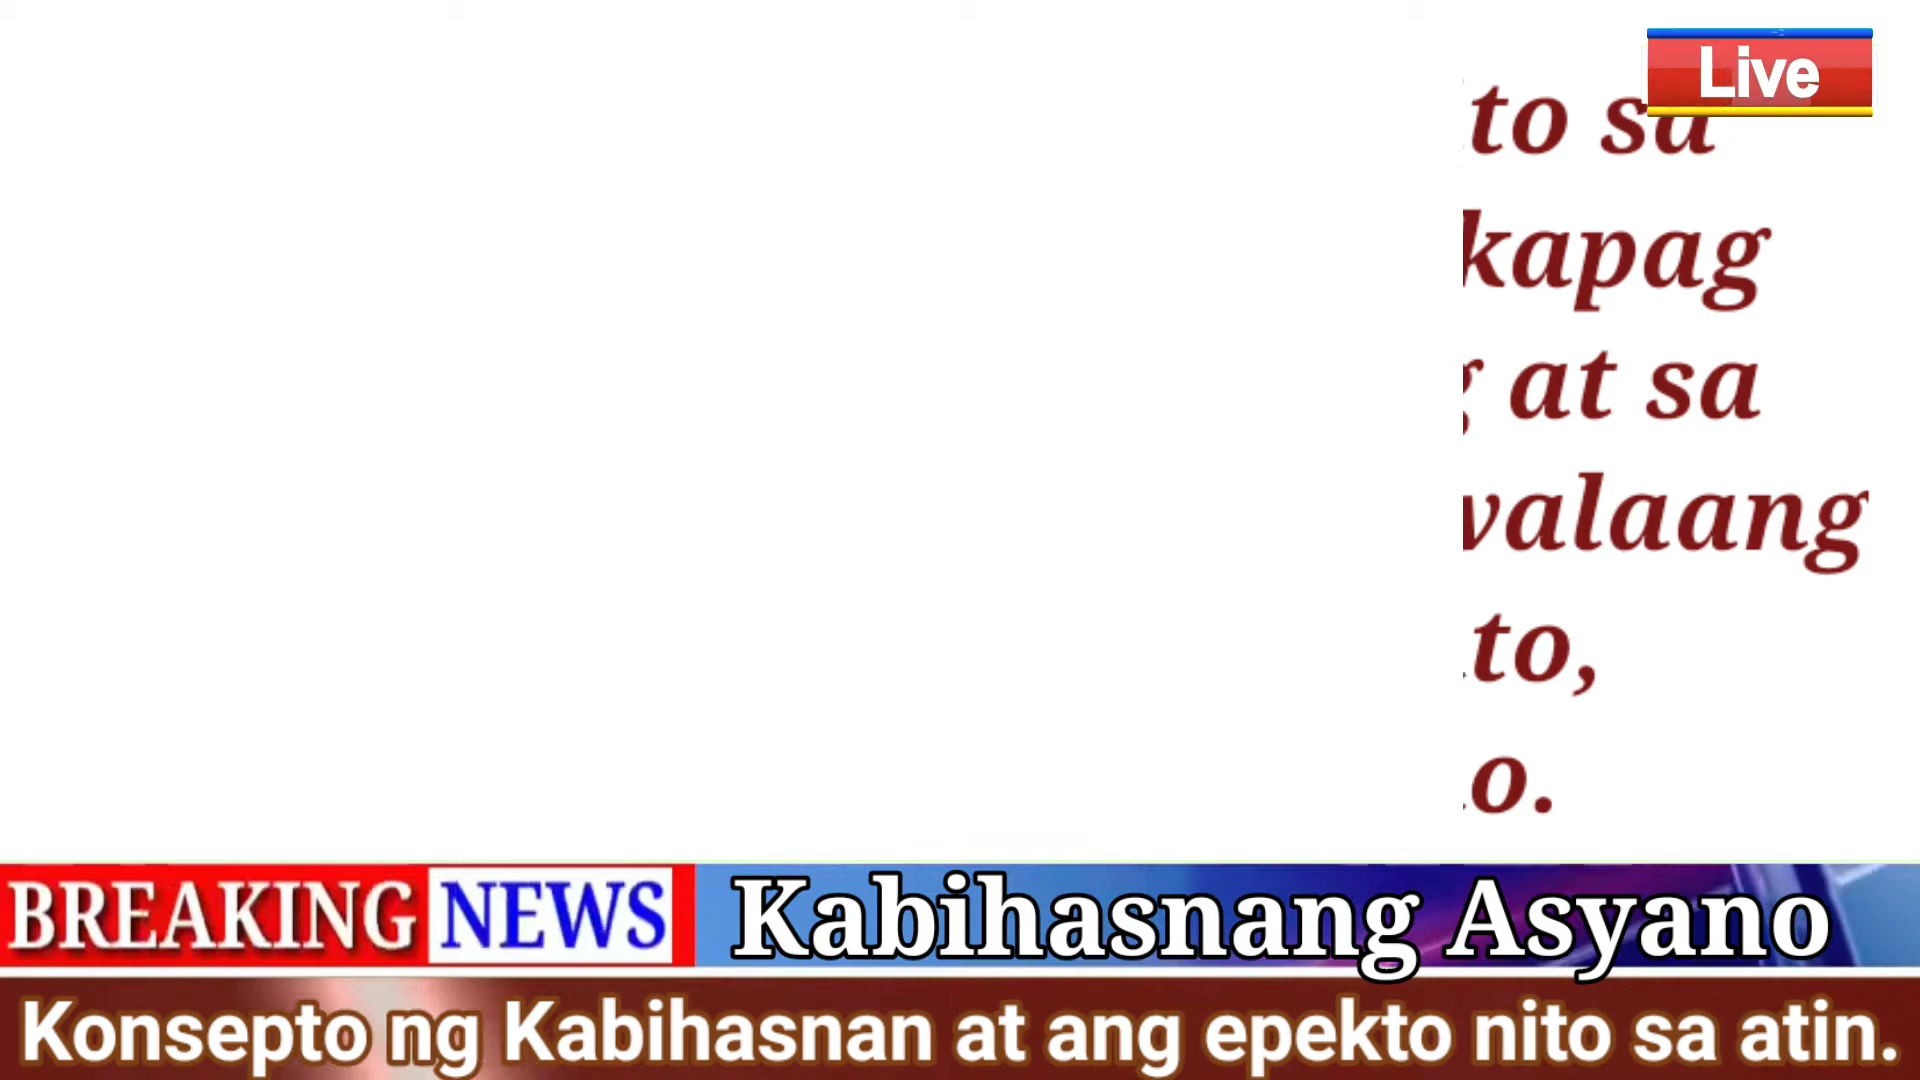 Live
to sa
kapag
at sa
to,
BREAKING NEWS
Kabihasnang Asyano
Konsepto ng Kabihasnan at ang epekto nito sa atin.